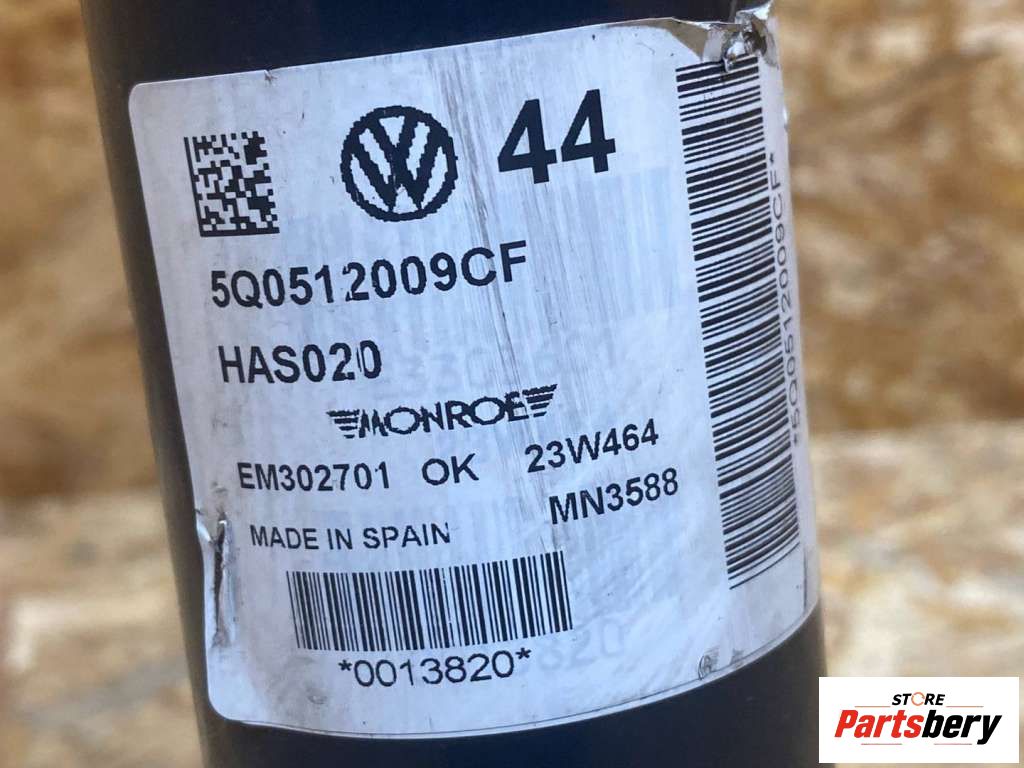 44
5Q0512009CF
HAS020
MONROE
EM302701 OK 23W464
MN3588
MADE IN SPAIN
*0013820*
*5Q0512009CF*
STORE
Partsbery